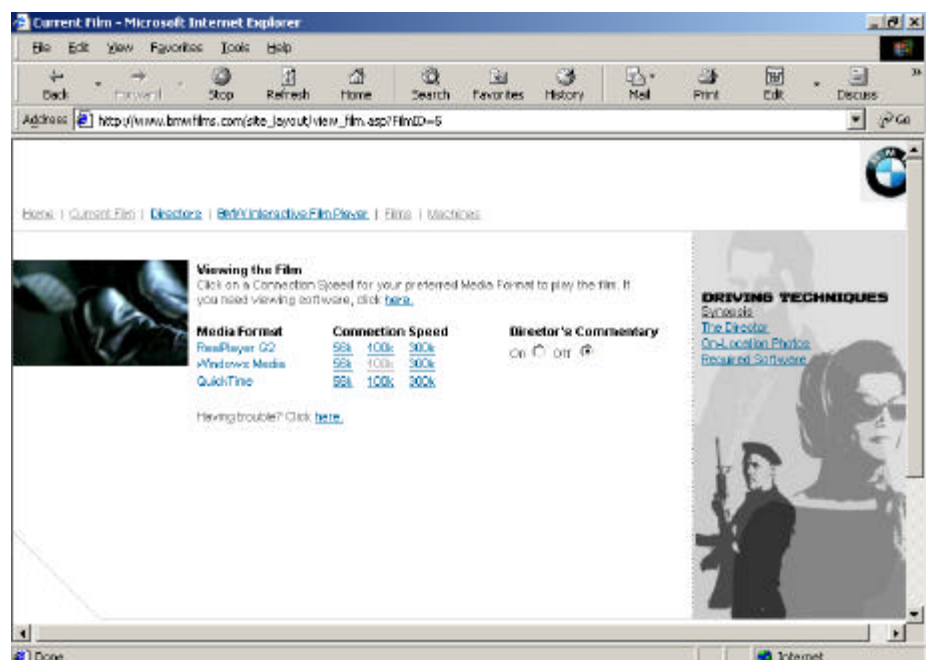 Current Film - Microsoft Internet Explorer
File Edit View Favorites Tools Help
Back Forward Stop Refresh Home Search Favorites History Mail Print Edit Discuss
Address http://www.bmwfilms.com/site_layout/view_film.asp?FilmID=6 Go
BMW
Home | Current Film | Directors | BMW Interactive Film Player | Films | Machines
Viewing the Film
Click on a Connection Speed for your preferred Media Format to play the film. If
you need viewing software, click here.
Media Format Connection Speed Director's Commentary
RealPlayer G2 56k 100k 300k On Off
Windows Media 56k 100k 300k
QuickTime 56k 100k 300k
Having trouble? Click here.
DRIVING TECHNIQUES
Synopsis
The Director
On-Location Photos
Required Software
Done Internet